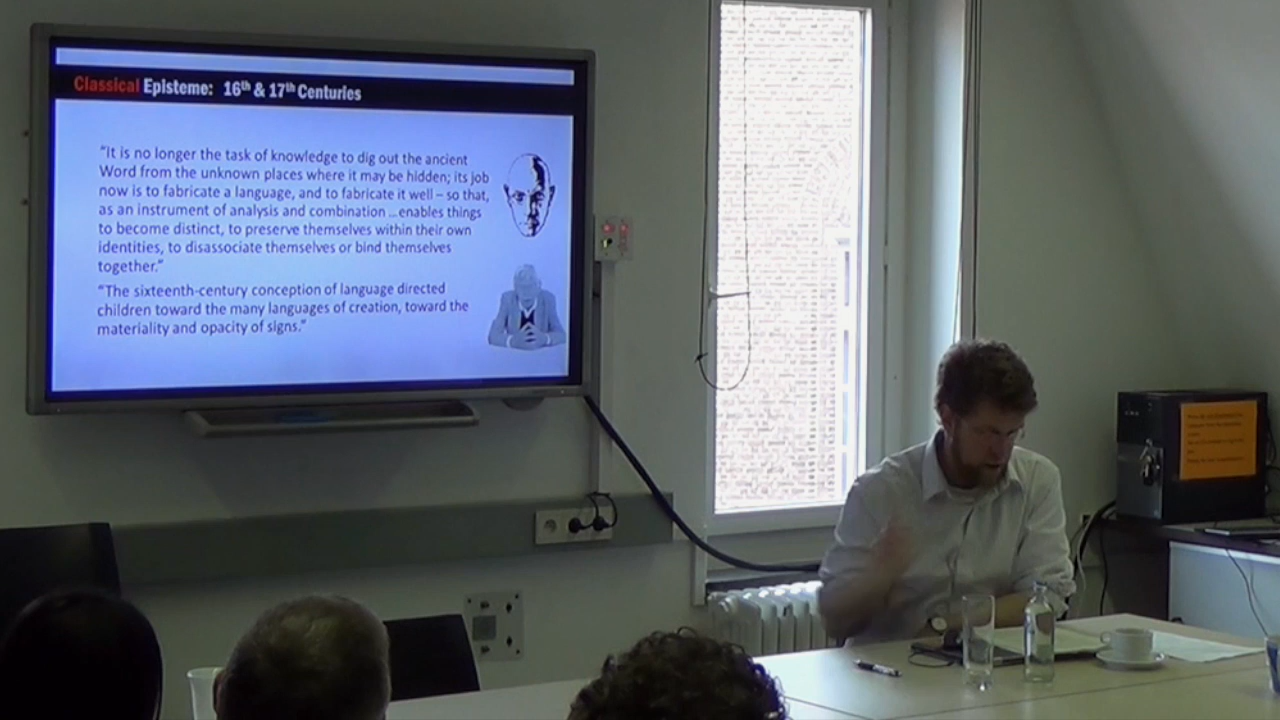 Classical Episteme: 16th & 17th Centuries
"It is no longer the task of knowledge to dig out the ancient
Word from the unknown places where it may be hidden; its job
now is to fabricate a language, and to fabricate it well – so that,
as an instrument of analysis and combination ... enables things
to become distinct, to preserve themselves within their own
identities, to disassociate themselves or bind themselves
together."
"The sixteenth-century conception of language directed
children toward the many languages of creation, toward the
materiality and opacity of signs."